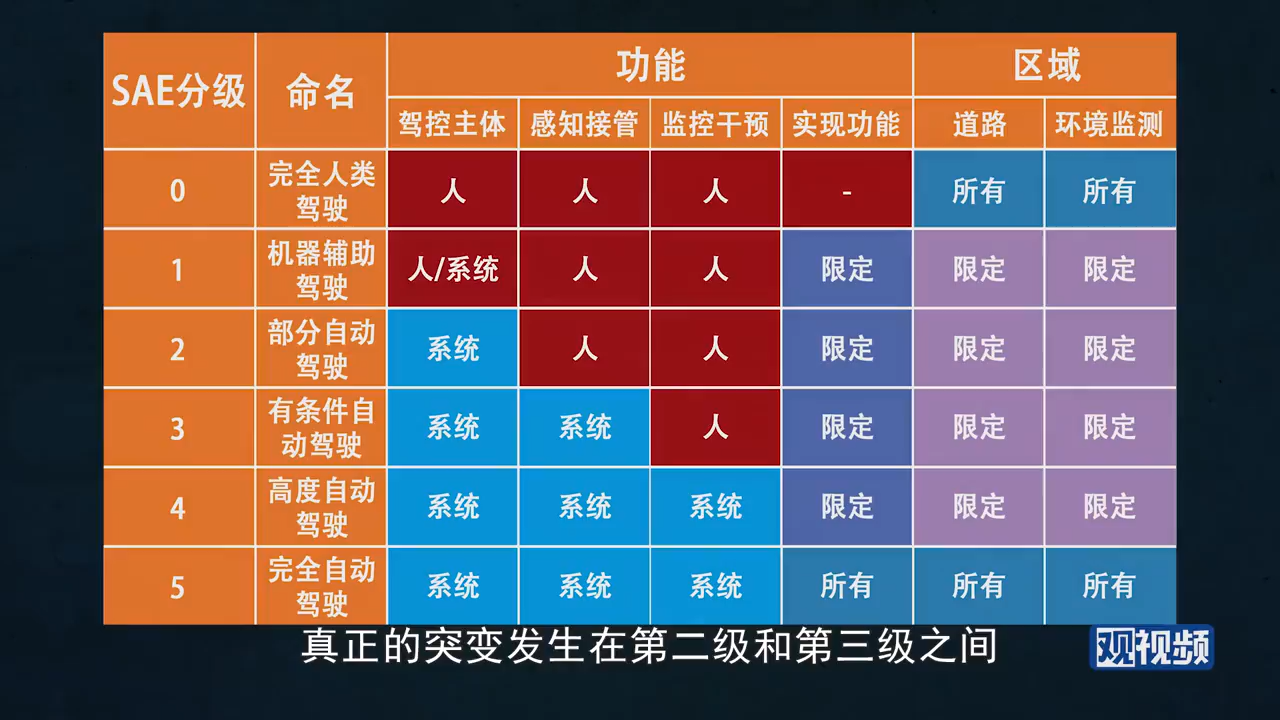 SAE分级 命名 功能 区域
驾控主体 感知接管 监控干预 实现功能 道路 环境监测
0 完全人类驾驶 人 人 人 - 所有 所有
1 机器辅助驾驶 人/系统 人 人 限定 限定 限定
2 部分自动驾驶 系统 人 人 限定 限定 限定
3 有条件自动驾驶 系统 系统 人 限定 限定 限定
4 高度自动驾驶 系统 系统 系统 限定 限定 限定
5 完全自动驾驶 系统 系统 系统 所有 所有 所有
真正的突变发生在第二级和第三级之间
观视频